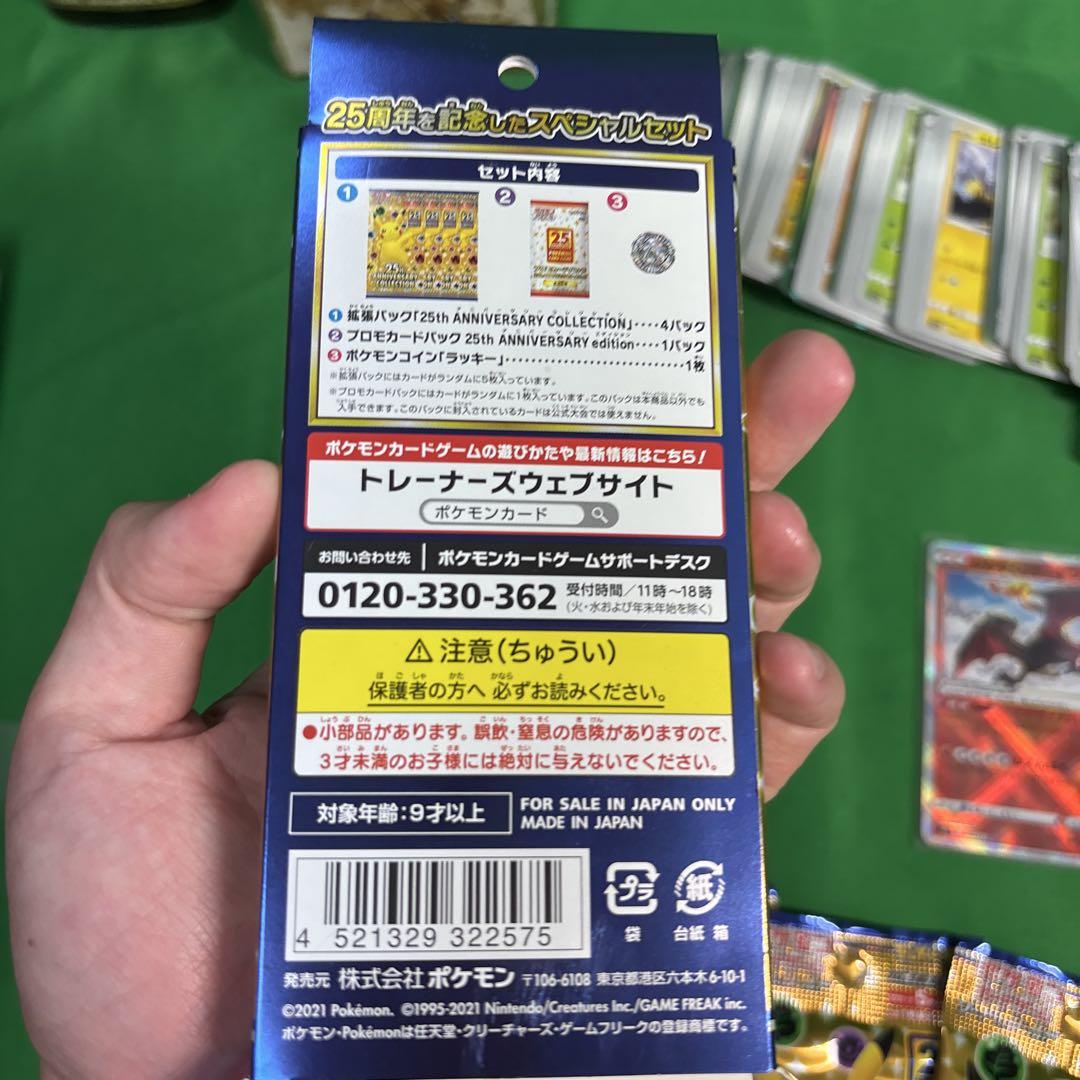 25周年を記念したスペシャルセット
セット内容
1 2 3
25th
ANNIVERSARY
COLLECTION
25
1 拡張パック「25th ANNIVERSARY COLLECTION」････4パック
2 プロモカードパック 25th ANNIVERSARY edition････1パック
3 ポケモンコイン「ラッキー」･･････････････････････1枚
※拡張パックにはカードがランダムに5枚入っています。
※プロモカードパックにはカードがランダムに1枚入っています。このパックは本商品以外でも
入手できます。このパックに封入されているカードは公式大会では使えません。
ポケモンカードゲームの遊びかたや最新情報はこちら！
トレーナーズウェブサイト
ポケモンカード
お問い合わせ先 ポケモンカードゲームサポートデスク
0120-330-362 受付時間／11時～18時
(火・水および年末年始を除く)
⚠ 注意（ちゅうい）
保護者の方へ 必ずお読みください。
●小部品があります。誤飲・窒息の危険がありますので、
3才未満のお子様には絶対に与えないでください。
対象年齢：9才以上
FOR SALE IN JAPAN ONLY
MADE IN JAPAN
プラ 紙
袋 台紙 箱
4 521329 322575
発売元 株式会社ポケモン 〒106-6108 東京都港区六本木6-10-1
©2021 Pokémon. ©1995-2021 Nintendo/Creatures Inc./GAME FREAK inc.
ポケモン・Pokémonは任天堂・クリーチャーズ・ゲームフリークの登録商標です。